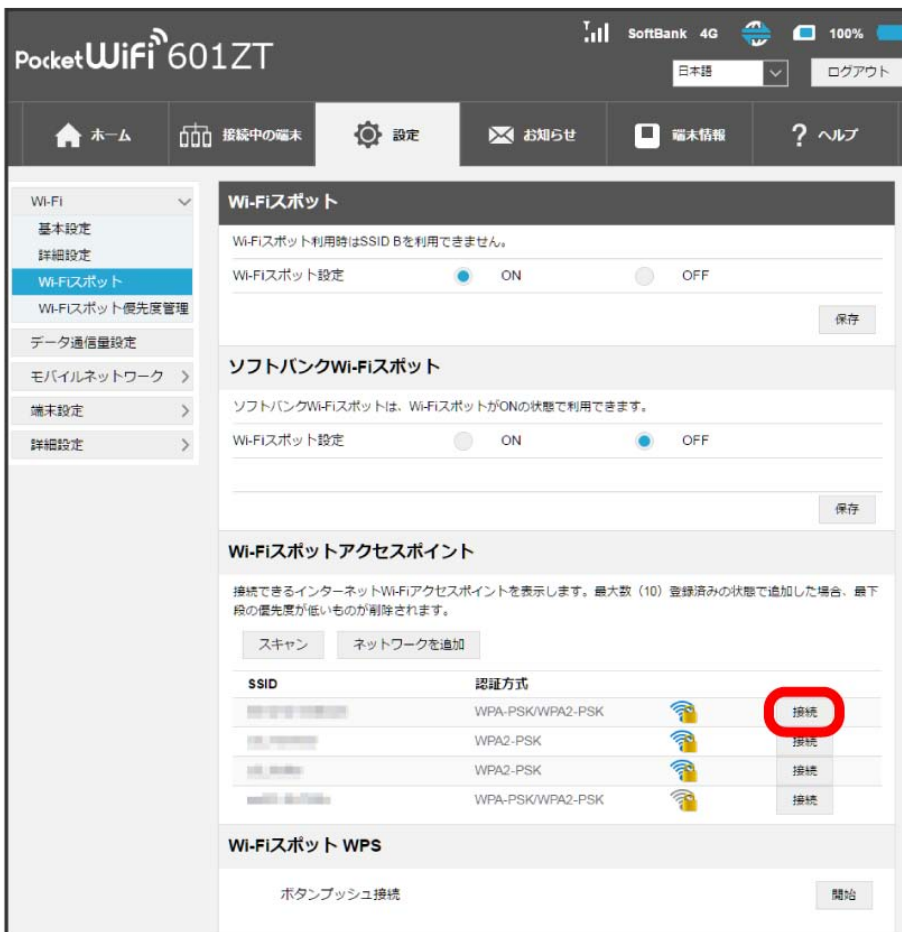 Pocket WiFi 601ZT
SoftBank 4G 100%
日本語 ログアウト
ホーム 接続中の端末 設定 お知らせ 端末情報 ? ヘルプ
Wi-Fi
基本設定
詳細設定
Wi-Fiスポット
Wi-Fiスポット優先度管理
データ通信量設定
モバイルネットワーク
端末設定
詳細設定
Wi-Fiスポット
Wi-Fiスポット利用時はSSID Bを利用できません。
Wi-Fiスポット設定 ON OFF
保存
ソフトバンクWi-Fiスポット
ソフトバンクWi-Fiスポットは、Wi-FiスポットがONの状態で利用できます。
Wi-Fiスポット設定 ON OFF
保存
Wi-Fiスポットアクセスポイント
接続できるインターネットWi-Fiアクセスポイントを表示します。最大数（10）登録済みの状態で追加した場合、最下
段の優先度が低いものが削除されます。
スキャン ネットワークを追加
SSID 認証方式
WPA-PSK/WPA2-PSK 接続
WPA2-PSK 接続
WPA2-PSK 接続
WPA-PSK/WPA2-PSK 接続
Wi-Fiスポット WPS
ボタンプッシュ接続 開始